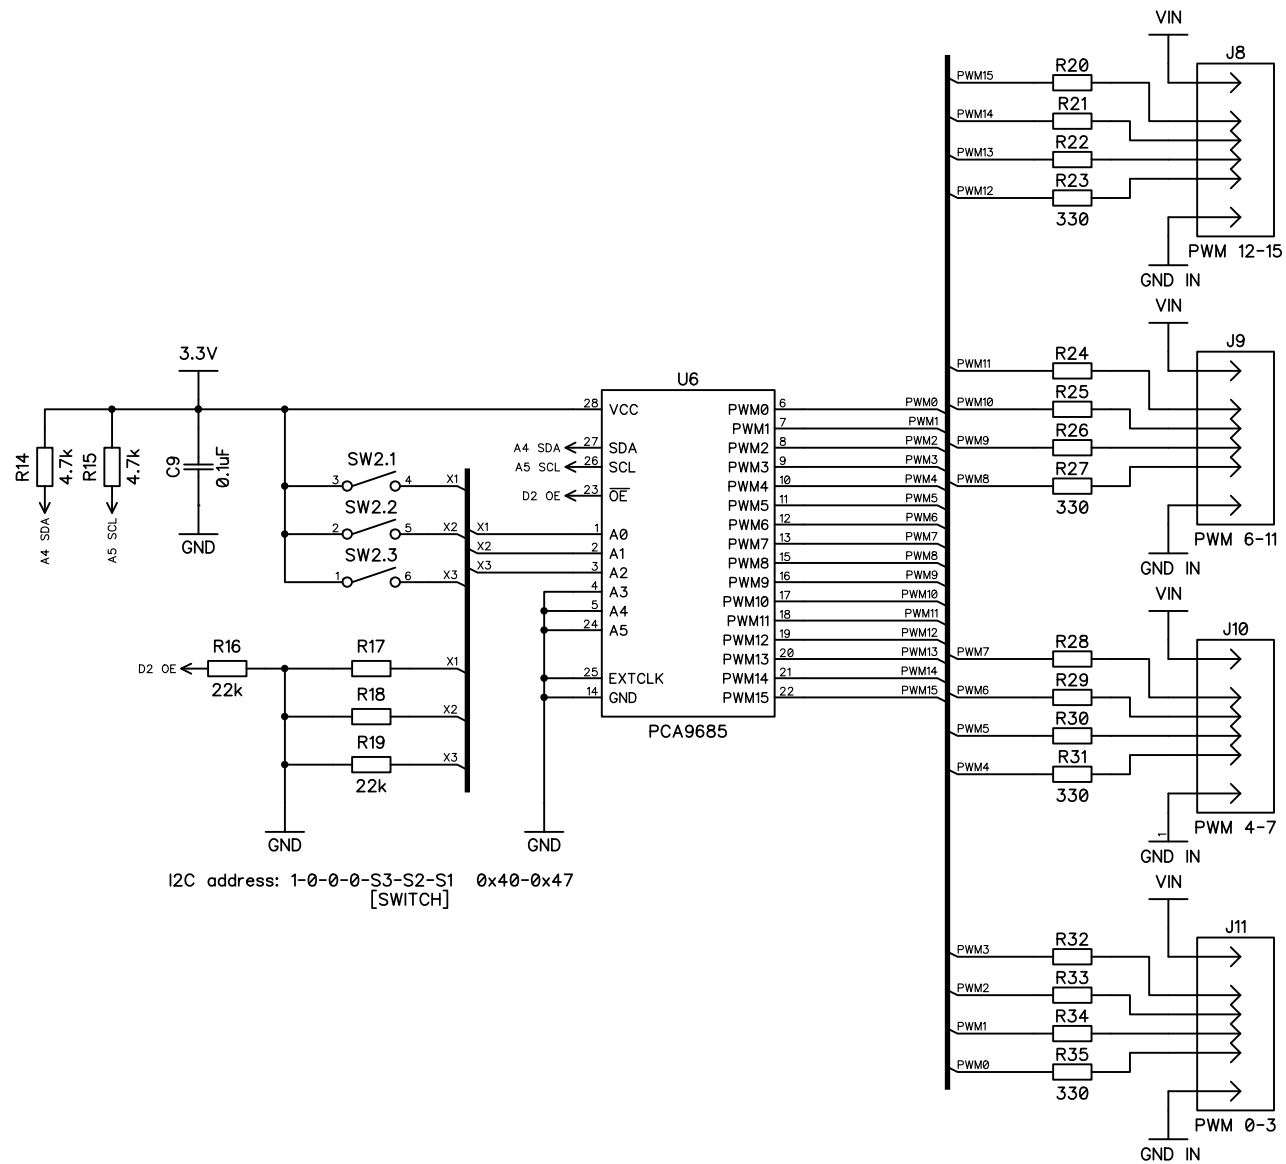 VIN
J8
PWM15
R20
PWM14
R21
PWM13
R22
PWM12
R23
330
PWM 12-15
GND IN
VIN
J9
PWM11
R24
PWM10
R25
PWM9
R26
PWM8
R27
330
PWM 6-11
GND IN
3.3V
R14
4.7k
R15
4.7k
C9
0.1uF
A4 SDA
A5 SCL
GND
SW2.1
3
4
X1
SW2.2
2
5
X2
SW2.3
1
6
X3
X1
X2
X3
U6
28 VCC
A4 SDA 27 SDA
A5 SCL 26 SCL
D2 OE 23 OE
1 A0
2 A1
3 A2
4 A3
5 A4
24 A5
25 EXTCLK
14 GND
PWM0 6 PWM0
PWM1 7 PWM1
PWM2 8 PWM2
PWM3 9 PWM3
PWM4 10 PWM4
PWM5 11 PWM5
PWM6 12 PWM6
PWM7 13 PWM7
PWM8 15 PWM8
PWM9 16 PWM9
PWM10 17 PWM10
PWM11 18 PWM11
PWM12 19 PWM12
PWM13 20 PWM13
PWM14 21 PWM14
PWM15 22 PWM15
PCA9685
D2 OE
R16
22k
R17
X1
R18
X2
R19
X3
22k
GND
GND
I2C address: 1-0-0-0-S3-S2-S1 0x40-0x47
[SWITCH]
VIN
J10
PWM7
R28
PWM6
R29
PWM5
R30
PWM4
R31
330
PWM 4-7
1
GND IN
VIN
J11
PWM3
R32
PWM2
R33
PWM1
R34
PWM0
R35
330
PWM 0-3
GND IN